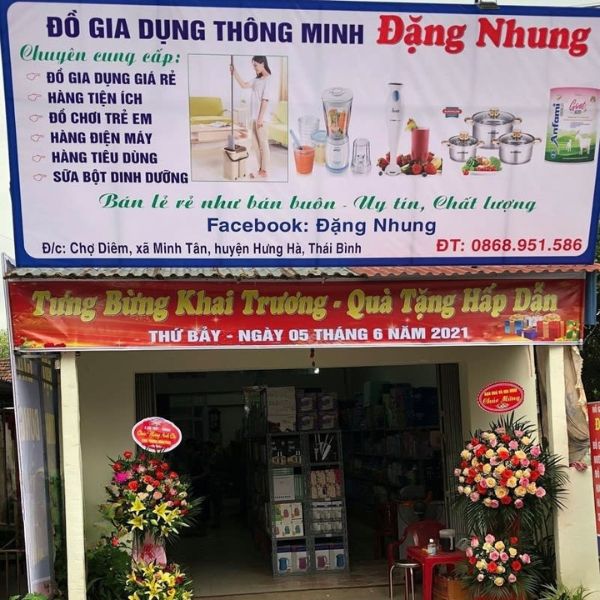 ĐỒ GIA DỤNG THÔNG MINH Đặng Nhung
Chuyên cung cấp:
ĐỒ GIA DỤNG GIÁ RẺ
HÀNG TIỆN ÍCH
ĐỒ CHƠI TRẺ EM
HÀNG ĐIỆN MÁY
HÀNG TIÊU DÙNG
SỮA BỘT DINH DƯỠNG
Anfami
Bán lẻ rẻ như bán buôn - Uy tín, Chất lượng
Facebook: Đặng Nhung
Đ/c: Chợ Diêm, xã Minh Tân, huyện Hưng Hà, Thái Bình
ĐT: 0868.951.586
Tưng Bừng Khai Trương - Quà Tặng Hấp Dẫn
THỨ BẢY - NGÀY 05 THÁNG 6 NĂM 2021
Chúc Mừng